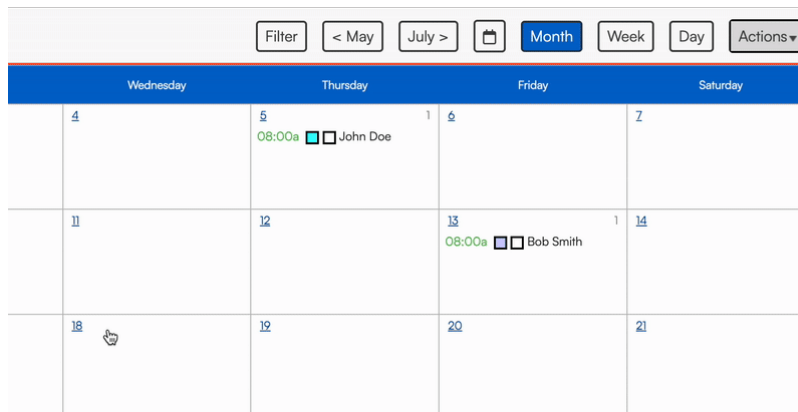 Filter < May July > Month Week Day Actions▾
Wednesday Thursday Friday Saturday
4 5 1 6 7
08:00a John Doe
11 12 13 1 14
08:00a Bob Smith
18 19 20 21